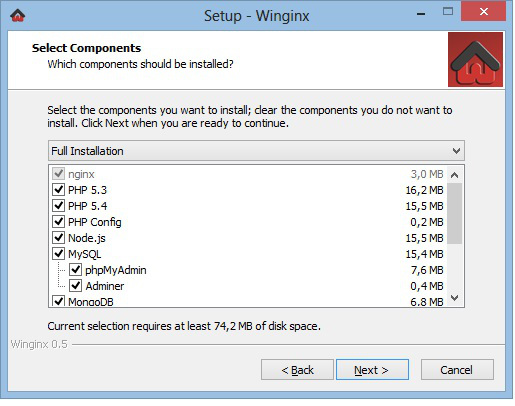 Setup - Winginx
Select Components
Which components should be installed?
Select the components you want to install; clear the components you do not want to
install. Click Next when you are ready to continue.
Full Installation
nginx 3,0 MB
PHP 5.3 16,2 MB
PHP 5.4 15,5 MB
PHP Config 0,2 MB
Node.js 15,5 MB
MySQL 15,4 MB
phpMyAdmin 7,6 MB
Adminer 0,4 MB
MongoDB 6,8 MB
Current selection requires at least 74,2 MB of disk space.
Winginx 0.5
< Back Next > Cancel